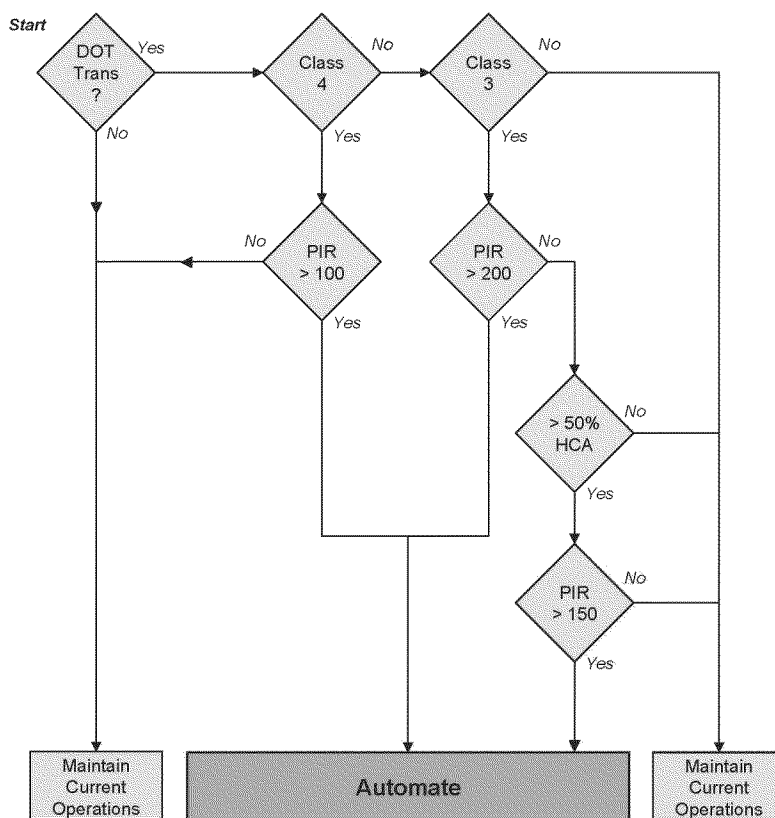 Start
DOT
Trans
?
Yes
No
Class
4
No
Yes
Class
3
No
Yes
PIR
> 100
No
Yes
PIR
> 200
No
Yes
> 50%
HCA
No
Yes
PIR
> 150
No
Yes
Maintain
Current
Operations
Automate
Maintain
Current
Operations